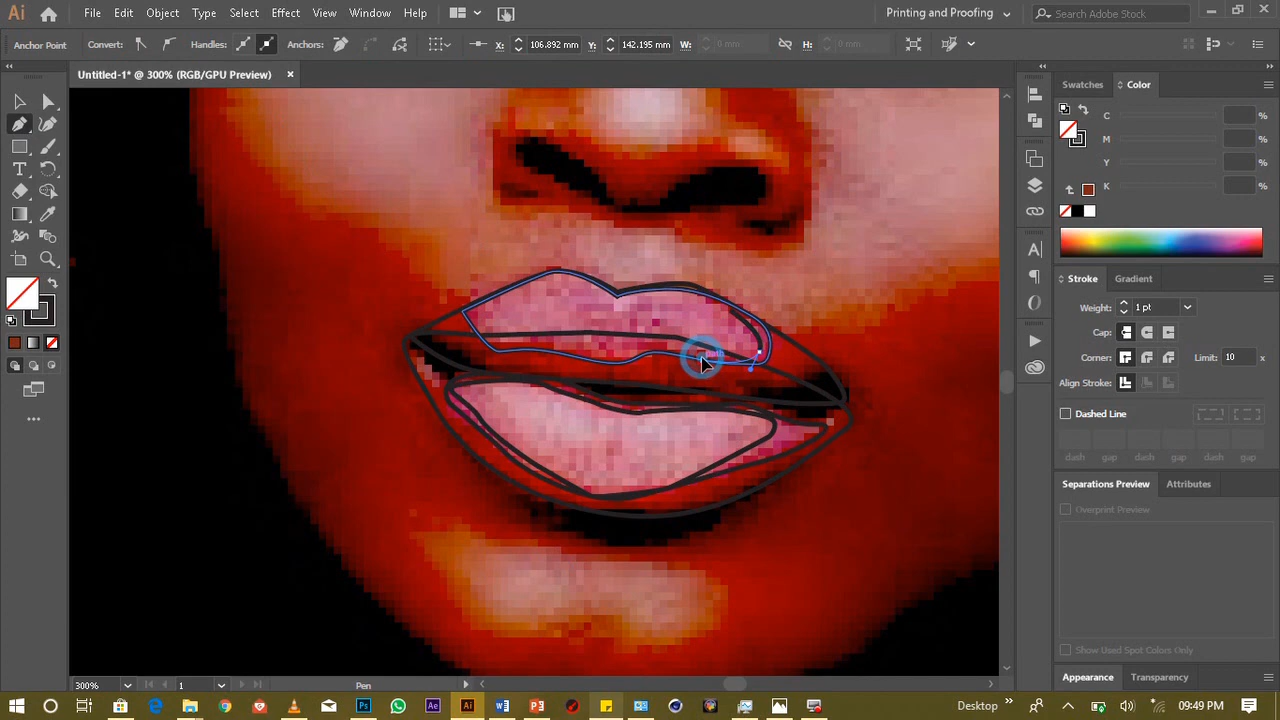 Ai
File Edit Object Type Select Effect View Window Help
Printing and Proofing
Search Adobe Stock
Anchor Point
Convert:
Handles:
Anchors:
X: 106.892 mm
Y: 142.195 mm
W: 0 mm
H: 0 mm
Untitled-1* @ 300% (RGB/GPU Preview)
Swatches
Color
C %
M %
Y %
K %
Stroke
Gradient
Weight: 1 pt
Cap:
Corner:
Limit: 10 x
Align Stroke:
Dashed Line
dash gap dash gap dash gap
Separations Preview
Attributes
Overprint Preview
Show Used Spot Colors Only
Appearance
Transparency
path
300%
1
Pen
Desktop
09:49 PM